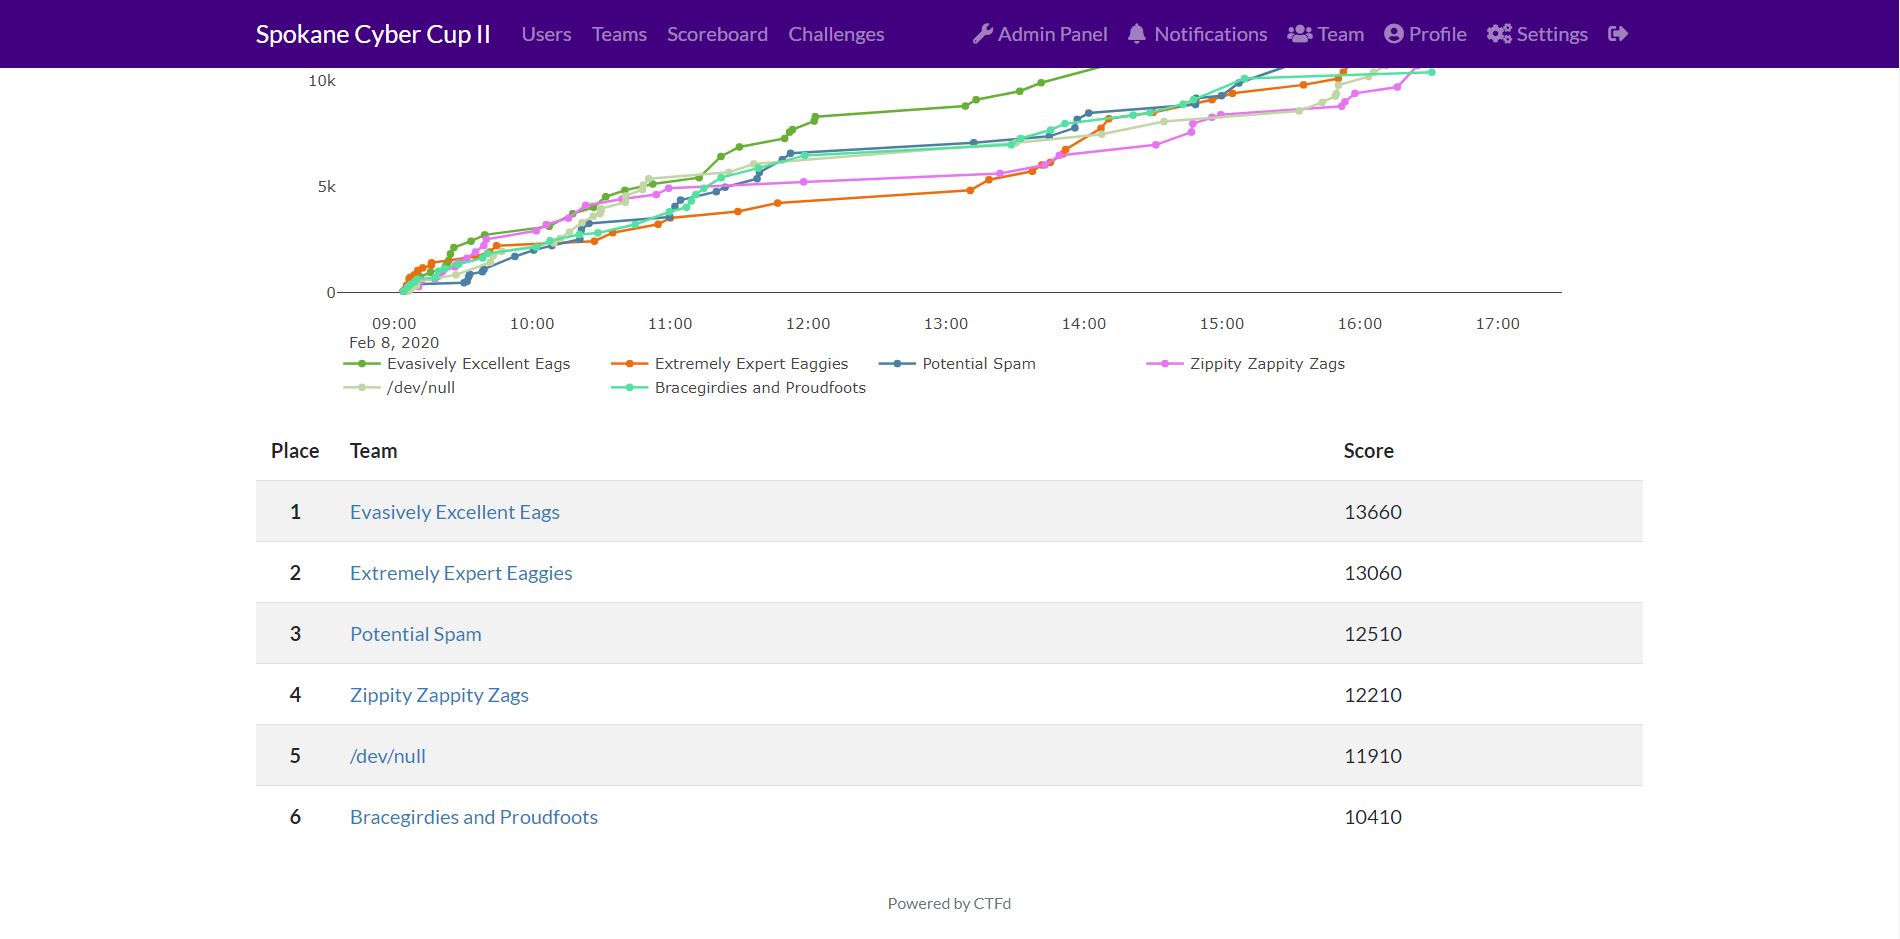 Spokane Cyber Cup II Users Teams Scoreboard Challenges Admin Panel Notifications Team Profile Settings
10k
5k
0
09:00 10:00 11:00 12:00 13:00 14:00 15:00 16:00 17:00
Feb 8, 2020
Evasively Excellent Eags Extremely Expert Eaggies Potential Spam Zippity Zappity Zags
/dev/null Bracegirdies and Proudfoots
Place Team Score
1 Evasively Excellent Eags 13660
2 Extremely Expert Eaggies 13060
3 Potential Spam 12510
4 Zippity Zappity Zags 12210
5 /dev/null 11910
6 Bracegirdies and Proudfoots 10410
Powered by CTFd